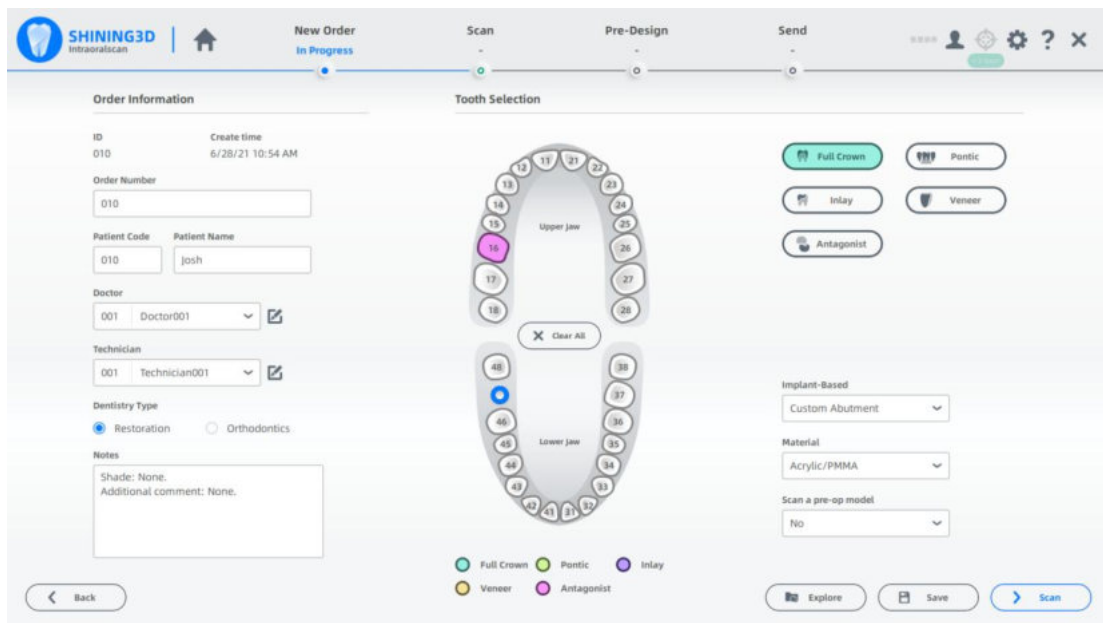 SHINING3D
Intraoralscan
New Order
In Progress
Scan
-
Pre-Design
-
Send
-
?
Order Information
Tooth Selection
ID
Create time
010
6/28/21 10:54 AM
Order Number
010
Patient Code
Patient Name
010
Josh
Doctor
001 Doctor001
Technician
001 Technician001
Dentistry Type
Restoration
Orthodontics
Notes
Shade: None.
Additional comment: None.
11 21
12 22
13 23
14 24
15 25
Upper Jaw
16 26
17 27
18 28
Clear All
48 38
37
46 36
45 35
Lower Jaw
44 34
43 33
42 41 31 32
Full Crown
Pontic
Inlay
Veneer
Antagonist
Full Crown
Pontic
Inlay
Veneer
Antagonist
Implant-Based
Custom Abutment
Material
Acrylic/PMMA
Scan a pre-op model
No
Back
Explore
Save
Scan